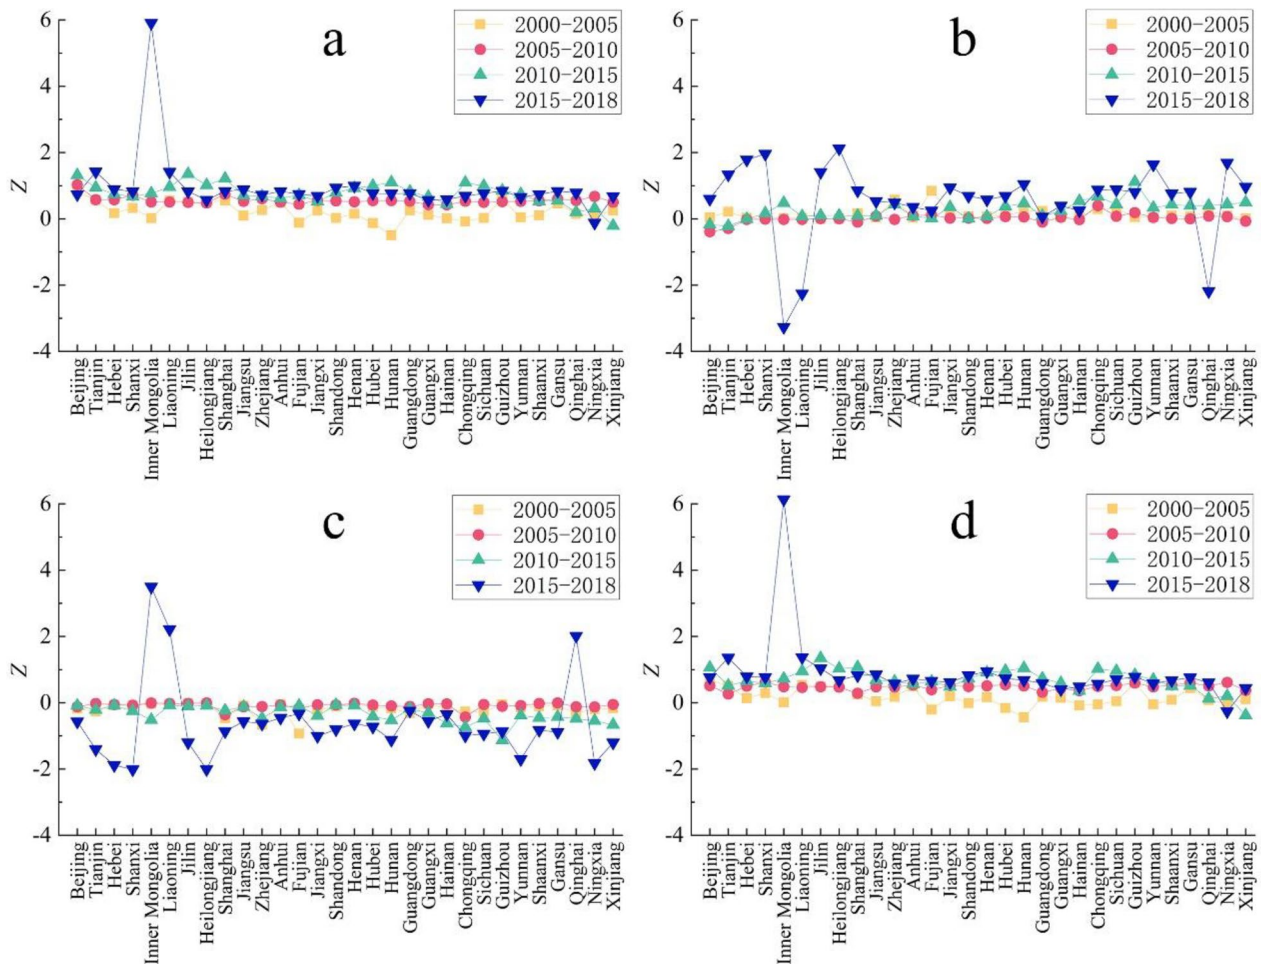 a
2000-2005
2005-2010
2010-2015
2015-2018
6
4
2
0
-2
-4
Z
Beijing
Tianjin
Hebei
Shanxi
Inner Mongolia
Liaoning
Jilin
Heilongjiang
Shanghai
Jiangsu
Zhejiang
Anhui
Fujian
Jiangxi
Shandong
Henan
Hubei
Hunan
Guangdong
Guangxi
Hainan
Chongqing
Sichuan
Guizhou
Yunnan
Shaanxi
Gansu
Qinghai
Ningxia
Xinjiang
b
2000-2005
2005-2010
2010-2015
2015-2018
6
4
2
0
-2
-4
Z
Beijing
Tianjin
Hebei
Shanxi
Inner Mongolia
Liaoning
Jilin
Heilongjiang
Shanghai
Jiangsu
Zhejiang
Anhui
Fujian
Jiangxi
Shandong
Henan
Hubei
Hunan
Guangdong
Guangxi
Hainan
Chongqing
Sichuan
Guizhou
Yunnan
Shaanxi
Gansu
Qinghai
Ningxia
Xinjiang
c
2000-2005
2005-2010
2010-2015
2015-2018
6
4
2
0
-2
-4
Z
Beijing
Tianjin
Hebei
Shanxi
Inner Mongolia
Liaoning
Jilin
Heilongjiang
Shanghai
Jiangsu
Zhejiang
Anhui
Fujian
Jiangxi
Shandong
Henan
Hubei
Hunan
Guangdong
Guangxi
Hainan
Chongqing
Sichuan
Guizhou
Yunnan
Shaanxi
Gansu
Qinghai
Ningxia
Xinjiang
d
2000-2005
2005-2010
2010-2015
2015-2018
6
4
2
0
-2
-4
Z
Beijing
Tianjin
Hebei
Shanxi
Inner Mongolia
Liaoning
Jilin
Heilongjiang
Shanghai
Jiangsu
Zhejiang
Anhui
Fujian
Jiangxi
Shandong
Henan
Hubei
Hunan
Guangdong
Guangxi
Hainan
Chongqing
Sichuan
Guizhou
Yunnan
Shaanxi
Gansu
Qinghai
Ningxia
Xinjiang